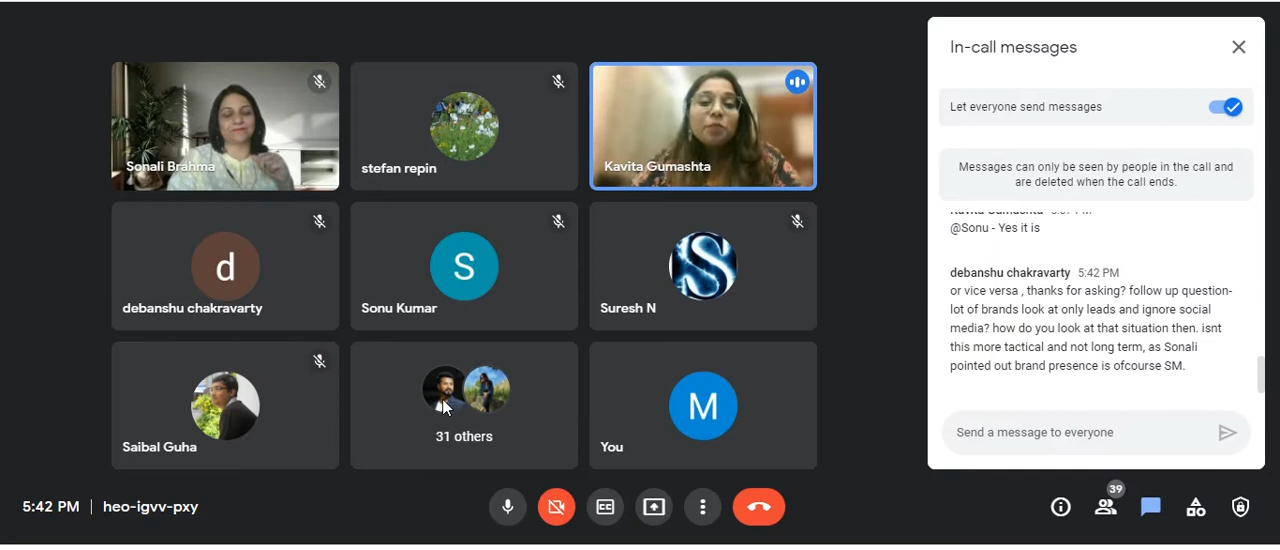 In-call messages
Let everyone send messages
Messages can only be seen by people in the call and
are deleted when the call ends.
Kavita Gumashta
@Sonu - Yes it is
debanshu chakravarty 5:42 PM
or vice versa , thanks for asking? follow up question-
lot of brands look at only leads and ignore social
media? how do you look at that situation then. isnt
this more tactical and not long term, as Sonali
pointed out brand presence is ofcourse SM.
Send a message to everyone
Sonali Brahma
stefan repin
Kavita Gumashta
d
debanshu chakravarty
S
Sonu Kumar
S
Suresh N
Saibal Guha
31 others
M
You
5:42 PM | heo-igvv-pxy
CC
39